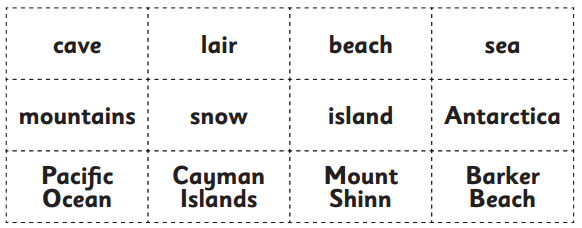 cave lair beach sea
mountains snow island Antarctica
Pacific Cayman Mount Barker
Ocean Islands Shinn Beach